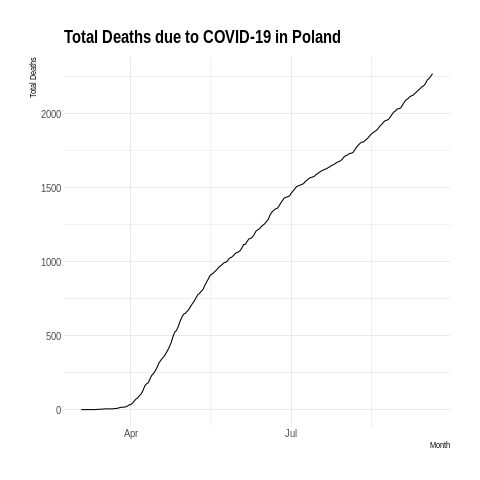 Total Deaths due to COVID-19 in Poland
Total Deaths
2000
1500
1000
500
0
Apr
Jul
Month